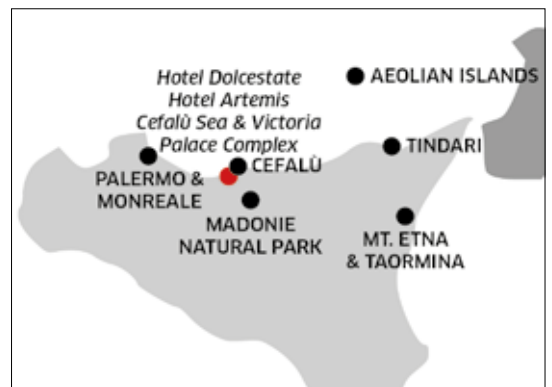 Hotel Dolcestate
Hotel Artemis
Cefalù Sea & Victoria
Palace Complex
AEOLIAN ISLANDS
TINDARI
CEFALÙ
PALERMO &
MONREALE
MADONIE
NATURAL PARK
MT. ETNA
& TAORMINA